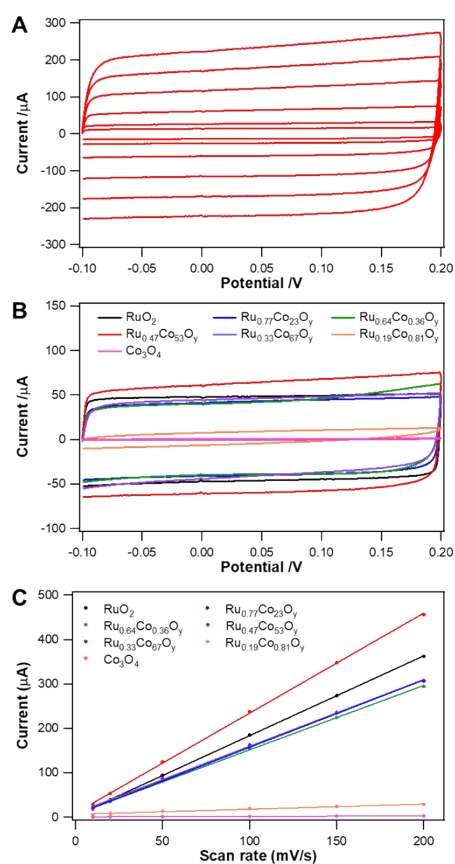 A
300
200
100
0
-100
-200
-300
Current /µA
-0.10
-0.05
0.00
0.05
0.10
0.15
0.20
Potential /V
B
150
100
50
0
-50
-100
Current /µA
RuO2
Ru0.77Co23Oy
Ru0.64Co0.36Oy
Ru0.47Co53Oy
Ru0.33Co67Oy
Ru0.19Co0.81Oy
Co3O4
-0.10
-0.05
0.00
0.05
0.10
0.15
0.20
Potential /V
C
500
400
300
200
100
0
Current (µA)
RuO2
Ru0.77Co23Oy
Ru0.64Co0.36Oy
Ru0.47Co53Oy
Ru0.33Co67Oy
Ru0.19Co0.81Oy
Co3O4
0
50
100
150
200
Scan rate (mV/s)